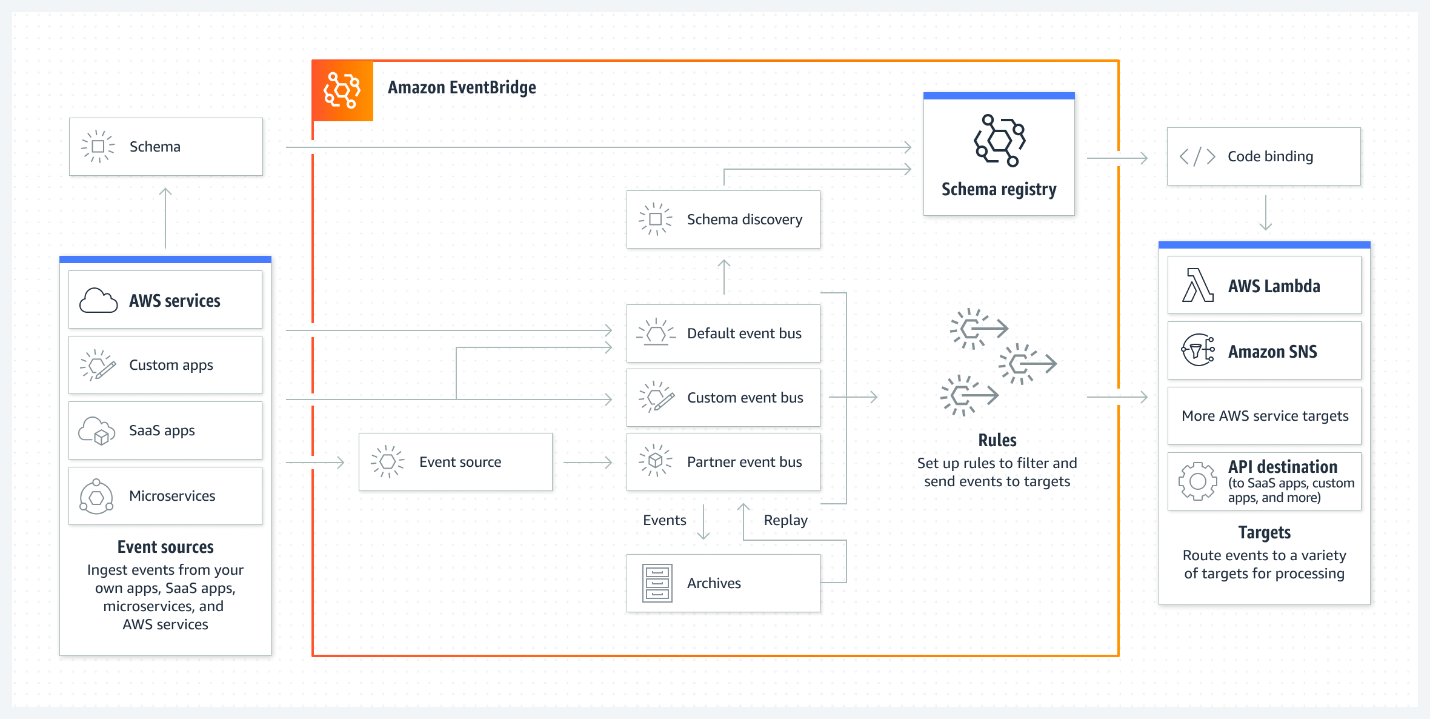 Amazon EventBridge
Schema
Schema registry
Code binding
Schema discovery
AWS services
Custom apps
SaaS apps
Microservices
Event sources
Ingest events from your
own apps, SaaS apps,
microservices, and
AWS services
Event source
Default event bus
Custom event bus
Partner event bus
Events
Replay
Archives
Rules
Set up rules to filter and
send events to targets
AWS Lambda
Amazon SNS
More AWS service targets
API destination
(to SaaS apps, custom
apps, and more)
Targets
Route events to a variety
of targets for processing